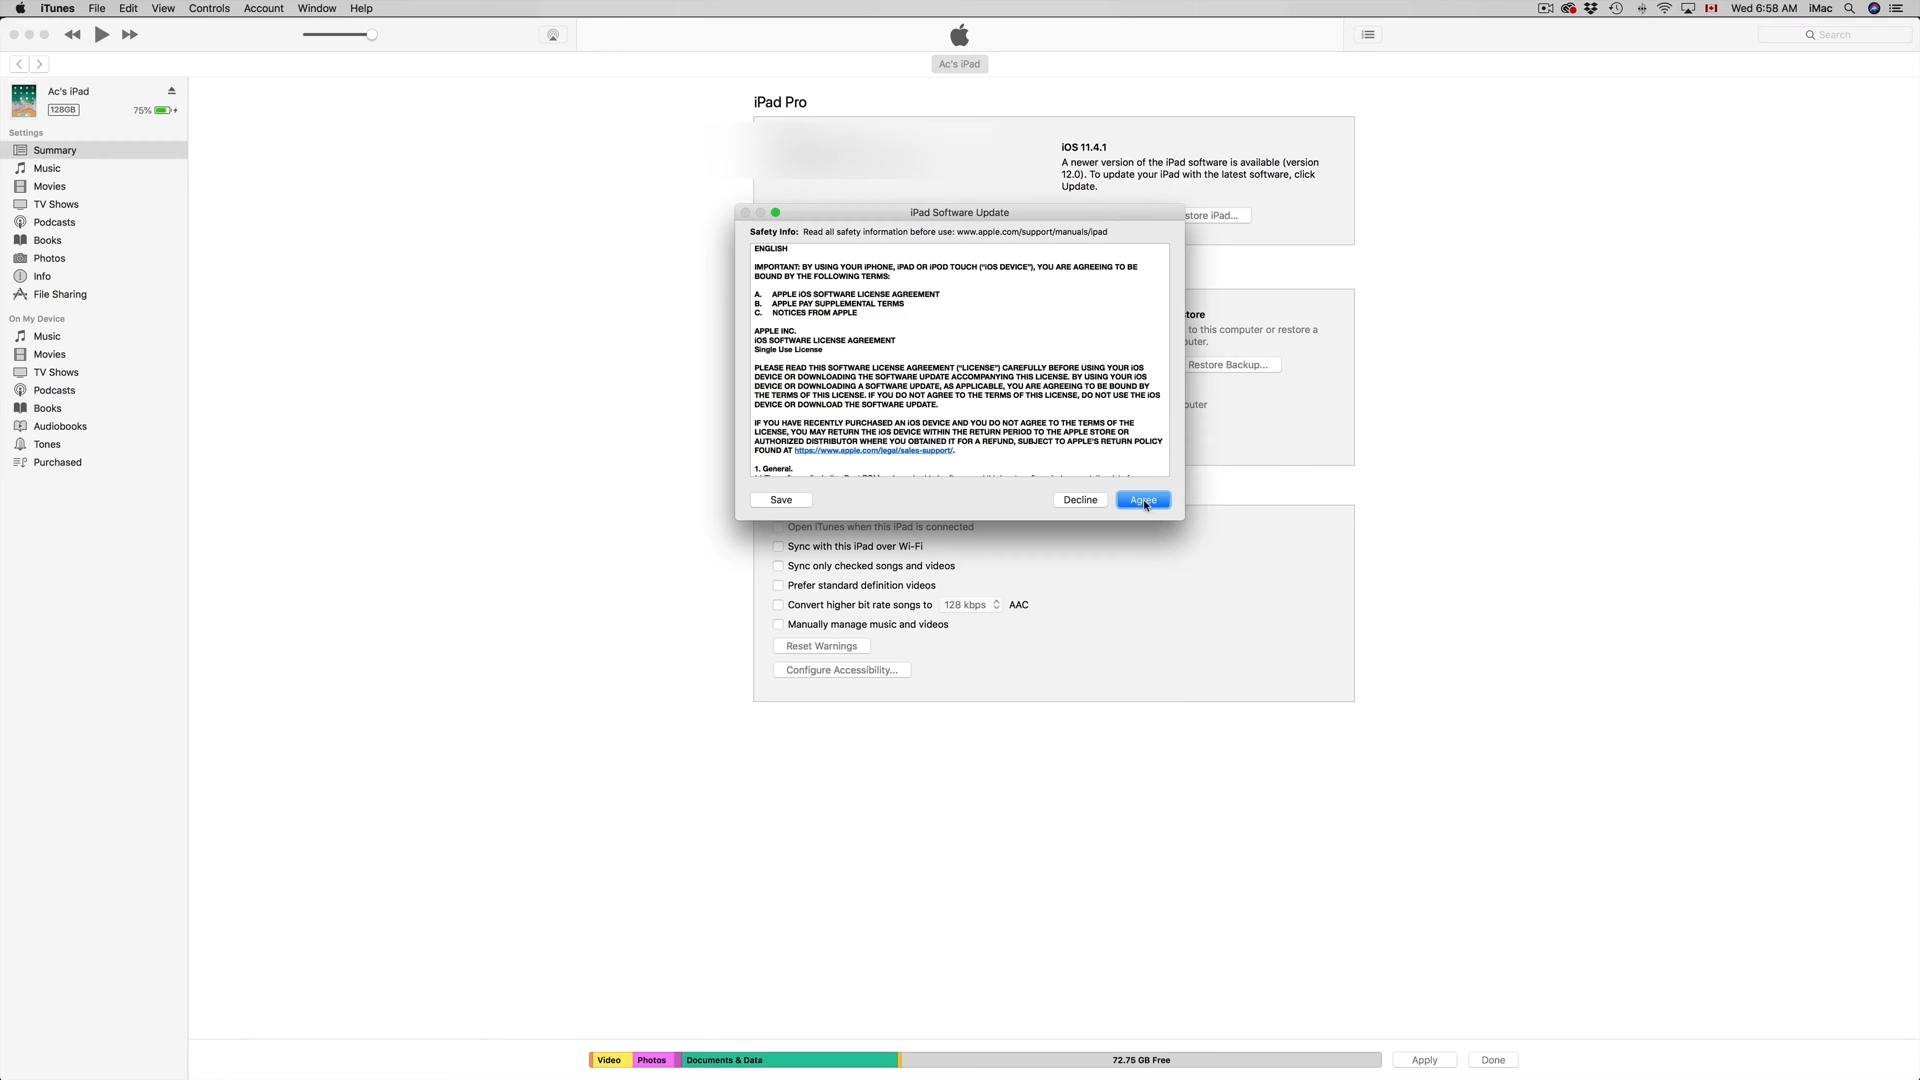 iTunes File Edit View Controls Account Window Help
Wed 6:58 AM iMac
Search
Ac's iPad
Ac's iPad
128GB
75%
Settings
Summary
Music
Movies
TV Shows
Podcasts
Books
Photos
Info
File Sharing
On My Device
Music
Movies
TV Shows
Podcasts
Books
Audiobooks
Tones
Purchased
iPad Pro
iOS 11.4.1
A newer version of the iPad software is available (version
12.0). To update your iPad with the latest software, click
Update.
store iPad...
iPad Software Update
Safety Info: Read all safety information before use: www.apple.com/support/manuals/ipad
ENGLISH
IMPORTANT: BY USING YOUR iPHONE, iPAD OR iPOD TOUCH (“iOS DEVICE”), YOU ARE AGREEING TO BE
BOUND BY THE FOLLOWING TERMS:
A. APPLE iOS SOFTWARE LICENSE AGREEMENT
B. APPLE PAY SUPPLEMENTAL TERMS
C. NOTICES FROM APPLE
APPLE INC.
iOS SOFTWARE LICENSE AGREEMENT
Single Use License
PLEASE READ THIS SOFTWARE LICENSE AGREEMENT (“LICENSE”) CAREFULLY BEFORE USING YOUR iOS
DEVICE OR DOWNLOADING THE SOFTWARE UPDATE ACCOMPANYING THIS LICENSE. BY USING YOUR iOS
DEVICE OR DOWNLOADING A SOFTWARE UPDATE, AS APPLICABLE, YOU ARE AGREEING TO BE BOUND BY
THE TERMS OF THIS LICENSE. IF YOU DO NOT AGREE TO THE TERMS OF THIS LICENSE, DO NOT USE THE iOS
DEVICE OR DOWNLOAD THE SOFTWARE UPDATE.
IF YOU HAVE RECENTLY PURCHASED AN iOS DEVICE AND YOU DO NOT AGREE TO THE TERMS OF THE
LICENSE, YOU MAY RETURN THE iOS DEVICE WITHIN THE RETURN PERIOD TO THE APPLE STORE OR
AUTHORIZED DISTRIBUTOR WHERE YOU OBTAINED IT FOR A REFUND, SUBJECT TO APPLE’S RETURN POLICY
FOUND AT https://www.apple.com/legal/sales-support/.
1. General.
Save
Decline
Agree
tore
to this computer or restore a
puter.
Restore Backup...
puter
Open iTunes when this iPad is connected
Sync with this iPad over Wi-Fi
Sync only checked songs and videos
Prefer standard definition videos
Convert higher bit rate songs to 128 kbps AAC
Manually manage music and videos
Reset Warnings
Configure Accessibility...
Video
Photos
Documents & Data
72.75 GB Free
Apply
Done